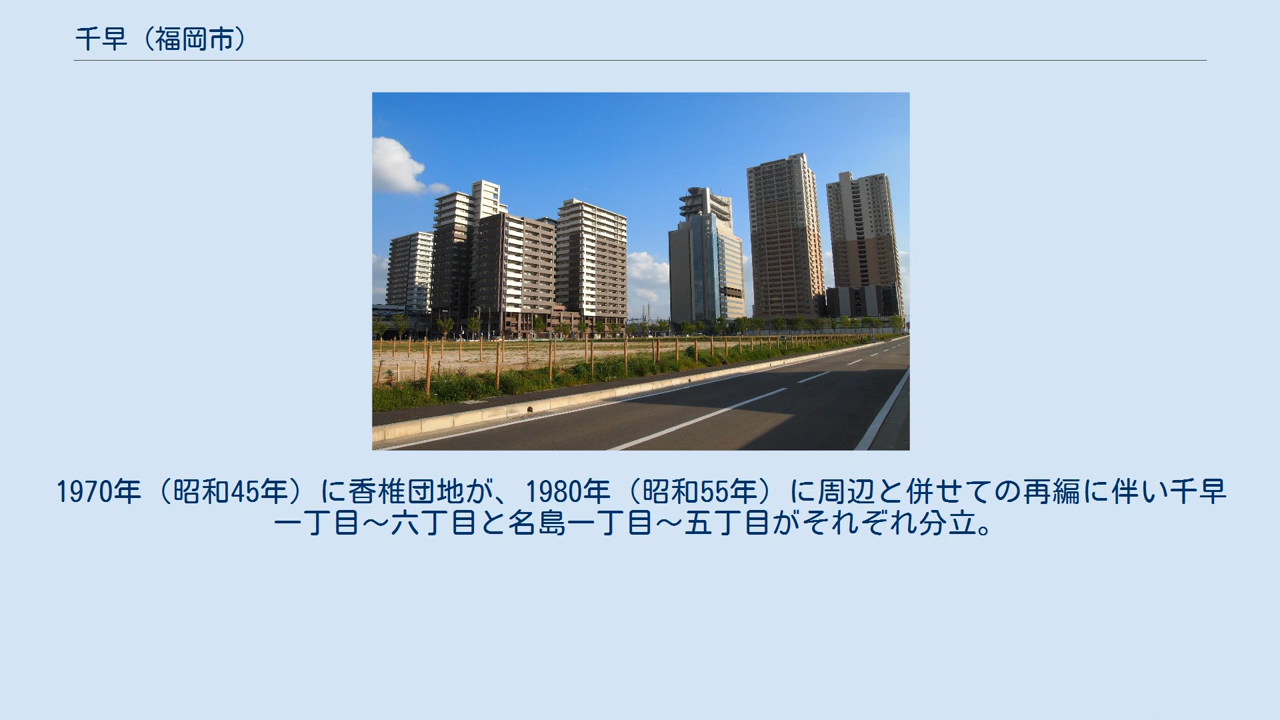 千早（福岡市）
1970年（昭和45年）に香椎団地が、1980年（昭和55年）に周辺と併せての再編に伴い千早
一丁目～六丁目と名島一丁目～五丁目がそれぞれ分立。